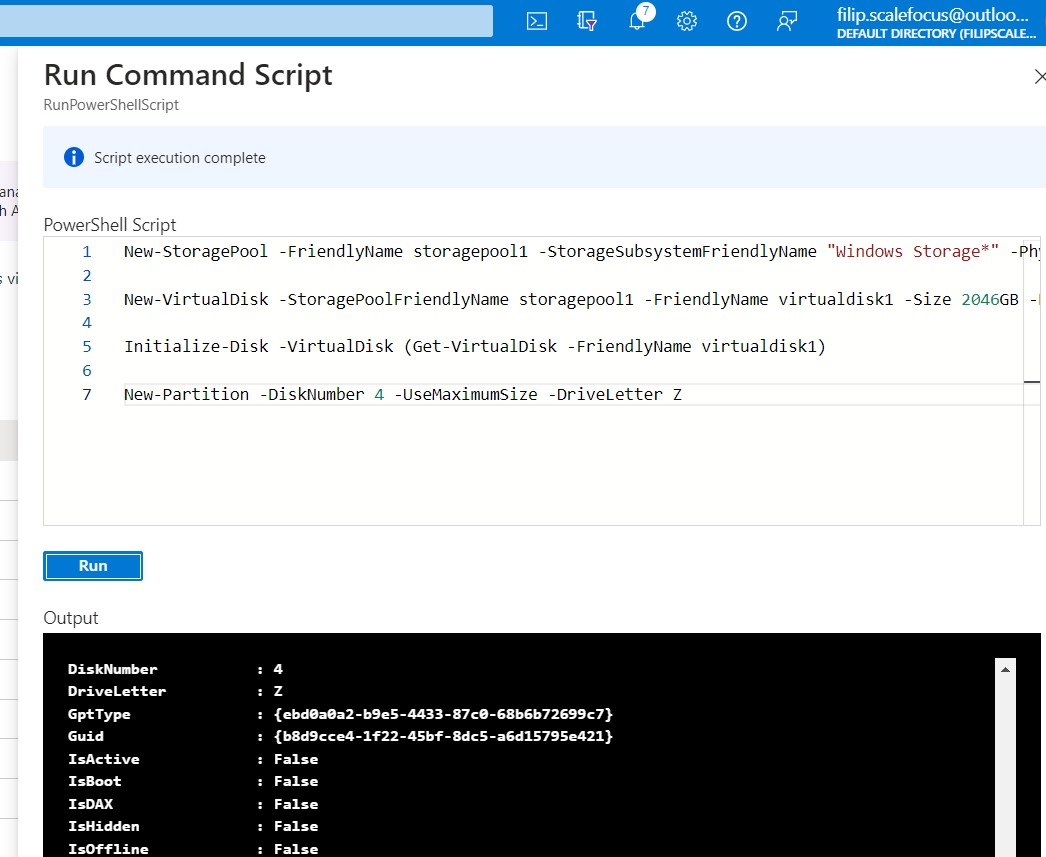 7
filip.scalefocus@outloo...
DEFAULT DIRECTORY (FILIPSCALE...
Run Command Script
RunPowerShellScript
Script execution complete
ana
h A
s vi
PowerShell Script
1 New-StoragePool -FriendlyName storagepool1 -StorageSubsystemFriendlyName "Windows Storage*" -Phy
2
3 New-VirtualDisk -StoragePoolFriendlyName storagepool1 -FriendlyName virtualdisk1 -Size 2046GB -
4
5 Initialize-Disk -VirtualDisk (Get-VirtualDisk -FriendlyName virtualdisk1)
6
7 New-Partition -DiskNumber 4 -UseMaximumSize -DriveLetter Z
Run
Output
DiskNumber : 4
DriveLetter : Z
GptType : {ebd0a0a2-b9e5-4433-87c0-68b6b72699c7}
Guid : {b8d9cce4-1f22-45bf-8dc5-a6d15795e421}
IsActive : False
IsBoot : False
IsDAX : False
IsHidden : False
IsOffline : False